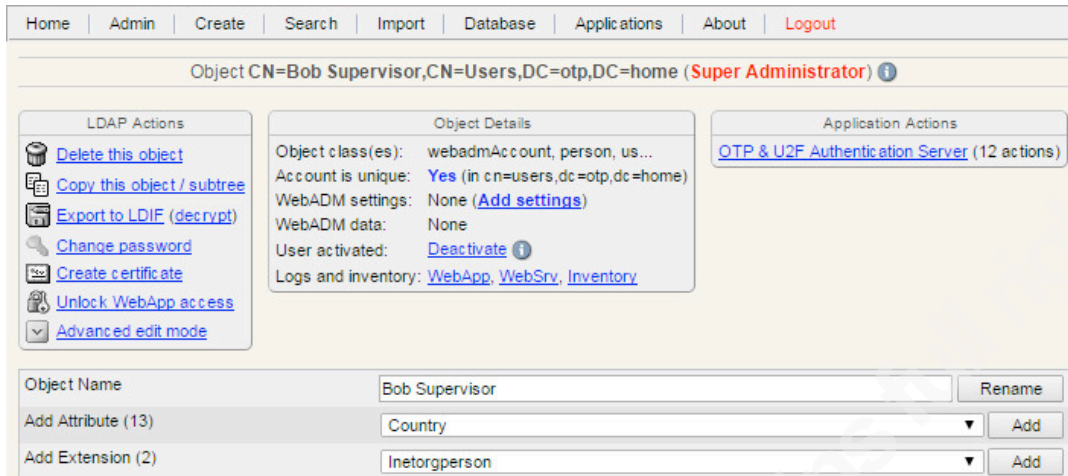 Home Admin Create Search Import Database Applications About Logout
Object CN=Bob Supervisor,CN=Users,DC=otp,DC=home (Super Administrator)
LDAP Actions
Delete this object
Copy this object / subtree
Export to LDIF (decrypt)
Change password
Create certificate
Unlock WebApp access
Advanced edit mode
Object Details
Object class(es): webadmAccount, person, us...
Account is unique: Yes (in cn=users,dc=otp,dc=home)
WebADM settings: None (Add settings)
WebADM data: None
User activated: Deactivate
Logs and inventory: WebApp, WebSrv, Inventory
Application Actions
OTP & U2F Authentication Server (12 actions)
Object Name Bob Supervisor Rename
Add Attribute (13) Country Add
Add Extension (2) Inetorgperson Add